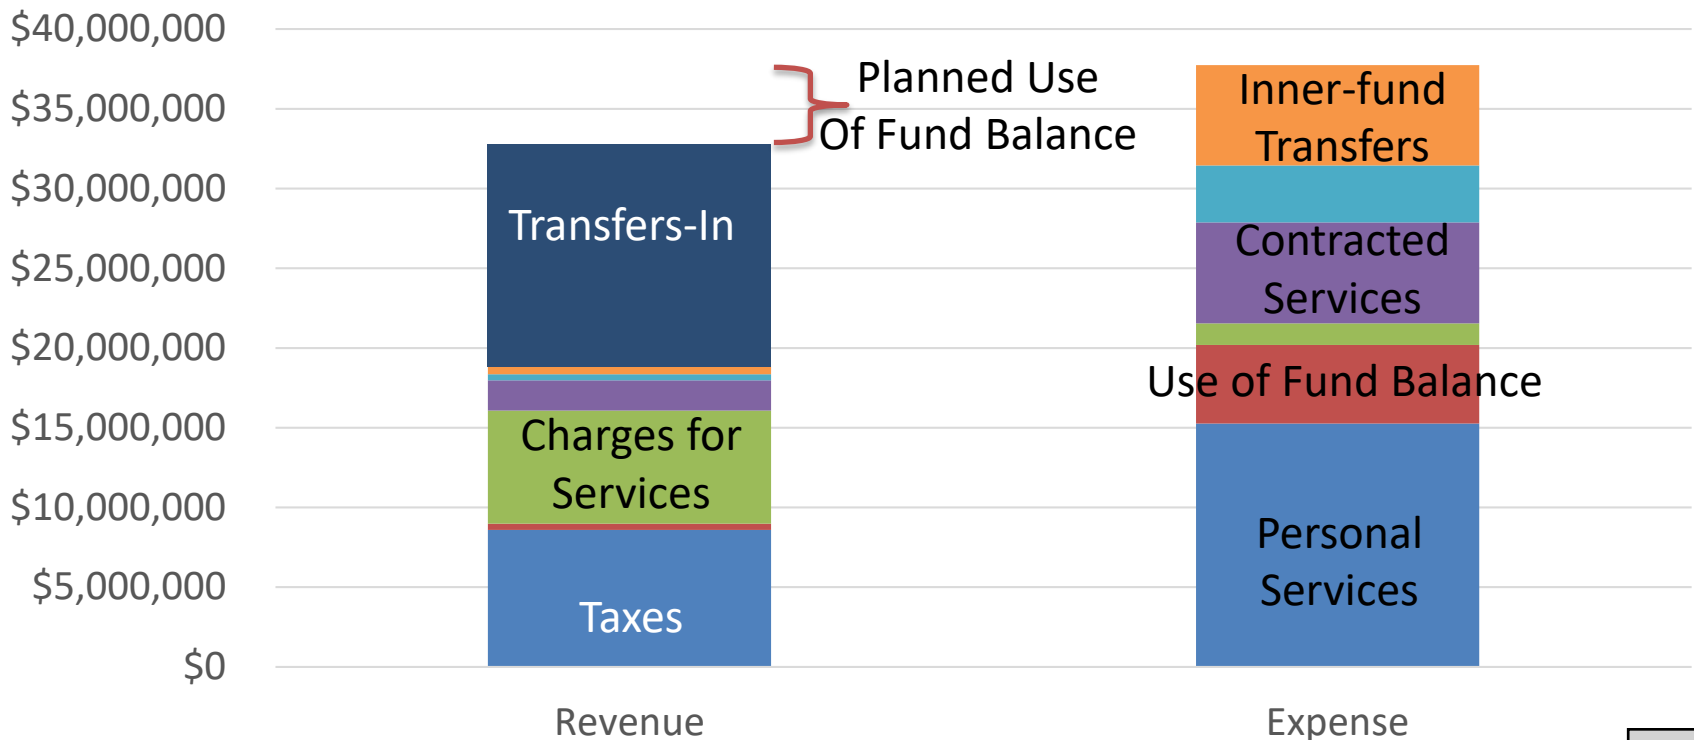 $40,000,000
$35,000,000
$30,000,000
$25,000,000
$20,000,000
$15,000,000
$10,000,000
$5,000,000
$0
Planned Use
Of Fund Balance
Transfers-In
Charges for
Services
Taxes
Inner-fund
Transfers
Contracted
Services
Use of Fund Balance
Personal
Services
Revenue
Expense